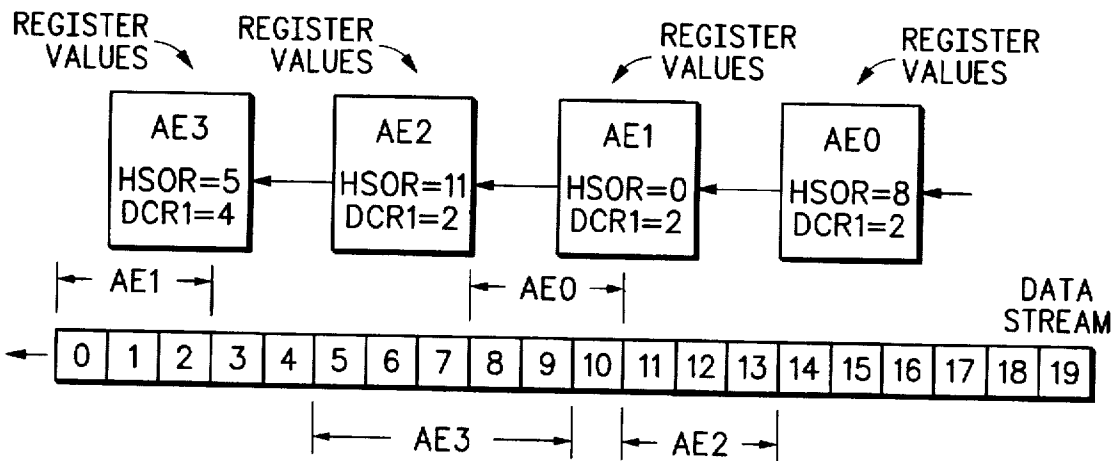 REGISTER VALUES
REGISTER VALUES
REGISTER VALUES
REGISTER VALUES
AE3
HSOR=5
DCR1=4
AE2
HSOR=11
DCR1=2
AE1
HSOR=0
DCR1=2
AE0
HSOR=8
DCR1=2
AE1
AE0
DATA
STREAM
0 1 2 3 4 5 6 7 8 9 10 11 12 13 14 15 16 17 18 19
AE3
AE2